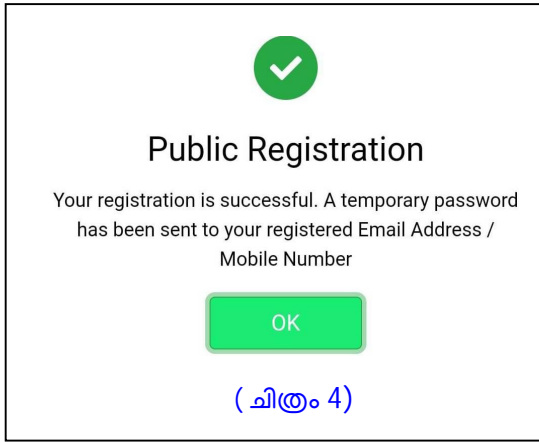 Public Registration
Your registration is successful. A temporary password
has been sent to your registered Email Address /
Mobile Number
OK
( ചിത്രം 4)